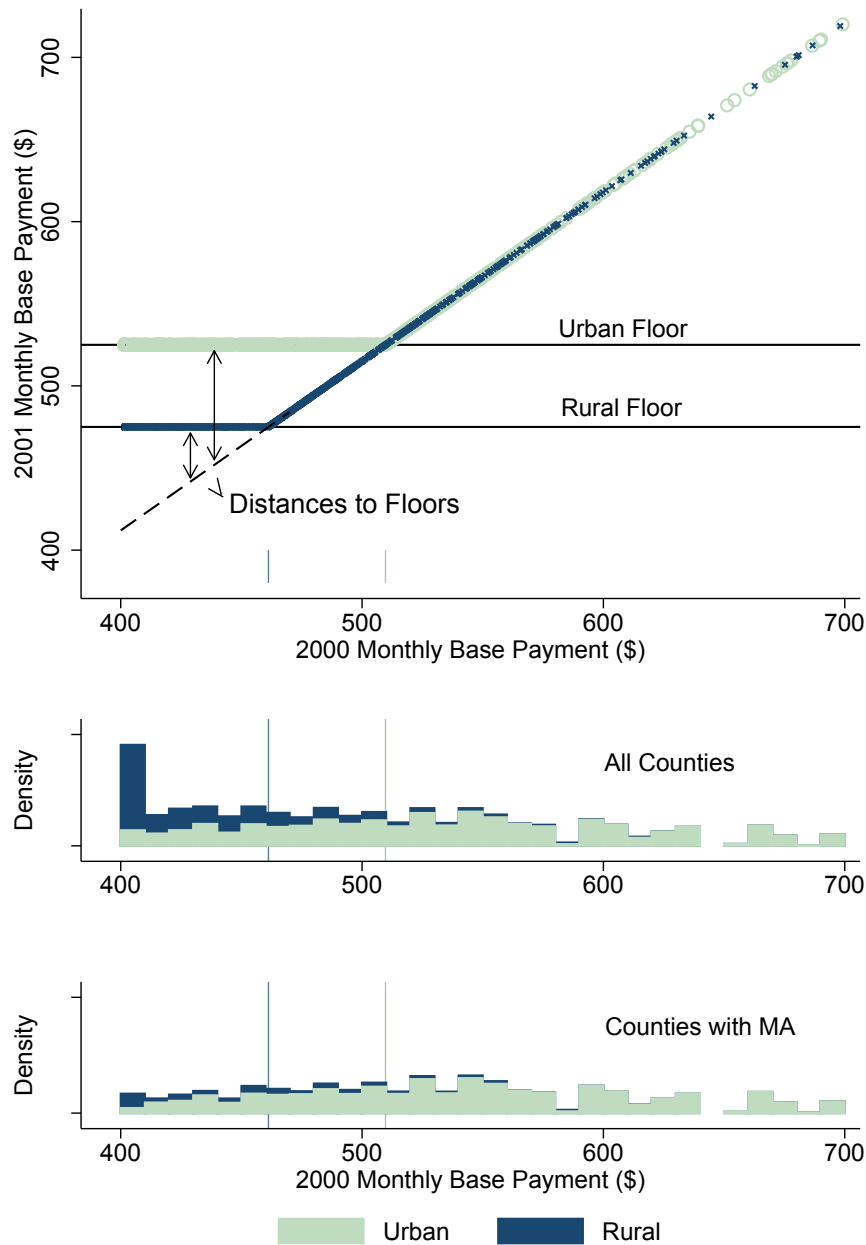 700
600
500
400
2001 Monthly Base Payment ($)
Urban Floor
Rural Floor
Distances to Floors
400 500 600 700
2000 Monthly Base Payment ($)
Density
All Counties
400 500 600 700
Density
Counties with MA
400 500 600 700
2000 Monthly Base Payment ($)
Urban Rural